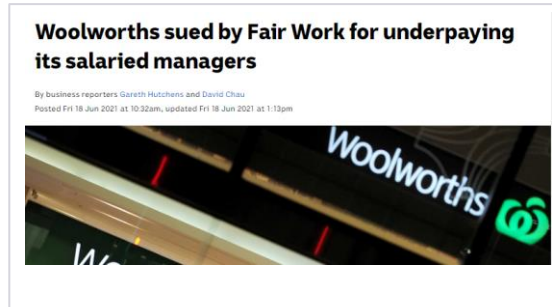 Woolworths sued by Fair Work for underpaying
its salaried managers
By business reporters Gareth Hutchens and David Chau
Posted Fri 18 Jun 2021 at 10:32am, updated Fri 18 Jun 2021 at 1:13pm
Woolworths
Wo